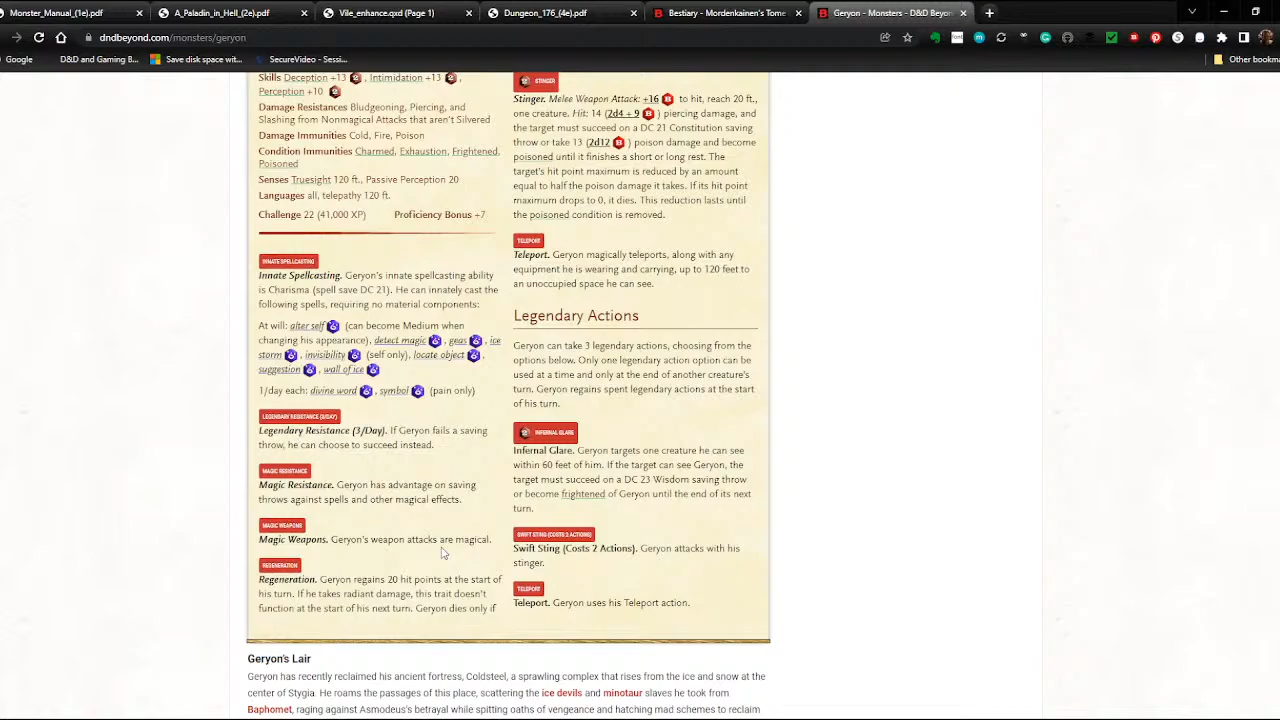 Monster_Manual_(1e).pdf
A_Paladin_in_Hell_(2e).pdf
Vile_enhance.qxd (Page 1)
Dungeon_176_(4e).pdf
Bestiary - Mordenkainen's Tome
Geryon - Monsters - D&D Beyon
dndbeyond.com/monsters/geryon
Google
D&D and Gaming B...
Save disk space wit...
SecureVideo - Sessi...
Other bookma
Skills Deception +13 , Intimidation +13 ,
Perception +10
Damage Resistances Bludgeoning, Piercing, and
Slashing from Nonmagical Attacks that aren't Silvered
Damage Immunities Cold, Fire, Poison
Condition Immunities Charmed, Exhaustion, Frightened,
Poisoned
Senses Truesight 120 ft., Passive Perception 20
Languages all, telepathy 120 ft.
Challenge 22 (41,000 XP) Proficiency Bonus +7
INNATE SPELLCASTING
Innate Spellcasting. Geryon's innate spellcasting ability
is Charisma (spell save DC 21). He can innately cast the
following spells, requiring no material components:
At will: alter self (can become Medium when
changing his appearance), detect magic , geas , ice
storm , invisibility (self only), locate object ,
suggestion , wall of ice
1/day each: divine word , symbol (pain only)
LEGENDARY RESISTANCE (3/DAY)
Legendary Resistance (3/Day). If Geryon fails a saving
throw, he can choose to succeed instead.
MAGIC RESISTANCE
Magic Resistance. Geryon has advantage on saving
throws against spells and other magical effects.
MAGIC WEAPONS
Magic Weapons. Geryon's weapon attacks are magical.
REGENERATION
Regeneration. Geryon regains 20 hit points at the start of
his turn. If he takes radiant damage, this trait doesn't
function at the start of his next turn. Geryon dies only if
STINGER
Stinger. Melee Weapon Attack: +16 to hit, reach 20 ft.,
one creature. Hit: 14 (2d4 + 9 ) piercing damage, and
the target must succeed on a DC 21 Constitution saving
throw or take 13 (2d12 ) poison damage and become
poisoned until it finishes a short or long rest. The
target's hit point maximum is reduced by an amount
equal to half the poison damage it takes. If its hit point
maximum drops to 0, it dies. This reduction lasts until
the poisoned condition is removed.
TELEPORT
Teleport. Geryon magically teleports, along with any
equipment he is wearing and carrying, up to 120 feet to
an unoccupied space he can see.
Legendary Actions
Geryon can take 3 legendary actions, choosing from the
options below. Only one legendary action option can be
used at a time and only at the end of another creature's
turn. Geryon regains spent legendary actions at the start
of his turn.
INFERNAL GLARE
Infernal Glare. Geryon targets one creature he can see
within 60 feet of him. If the target can see Geryon, the
target must succeed on a DC 23 Wisdom saving throw
or become frightened of Geryon until the end of its next
turn.
SWIFT STING (COSTS 2 ACTIONS)
Swift Sting (Costs 2 Actions). Geryon attacks with his
stinger.
TELEPORT
Teleport. Geryon uses his Teleport action.
Geryon's Lair
Geryon has recently reclaimed his ancient fortress, Coldsteel, a sprawling complex that rises from the ice and snow at the
center of Stygia. He roams the passages of this place, scattering the ice devils and minotaur slaves he took from
Baphomet, raging against Asmodeus's betrayal while spitting oaths of vengeance and hatching mad schemes to reclaim